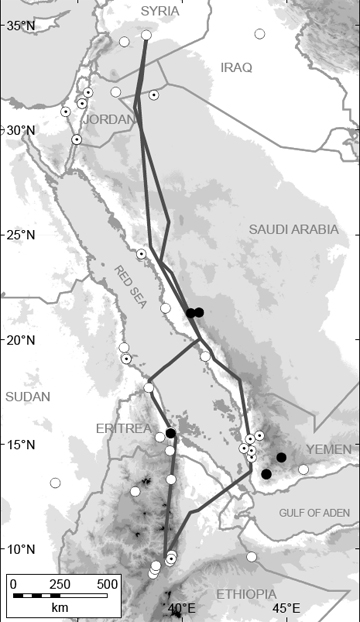 35°N
SYRIA
IRAQ
30°N
JORDAN
25°N
SAUDI ARABIA
RED SEA
20°N
SUDAN
15°N
ERITREA
YEMEN
GULF OF ADEN
10°N
0 250 500
km
40°E
45°E
ETHIOPIA